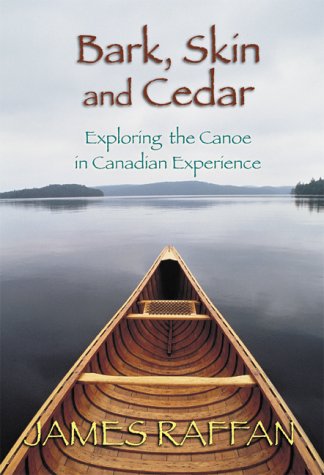 Bark, Skin
and Cedar
Exploring the Canoe
in Canadian Experience
JAMES RAFFAN